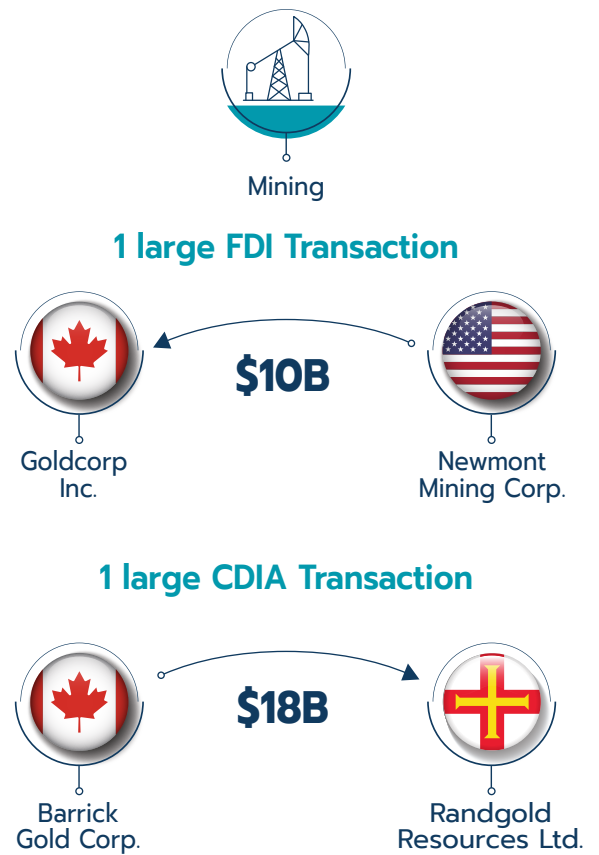 Mining
1 large FDI Transaction
$10B
Goldcorp
Inc.
Newmont
Mining Corp.
1 large CDIA Transaction
$18B
Barrick
Gold Corp.
Randgold
Resources Ltd.